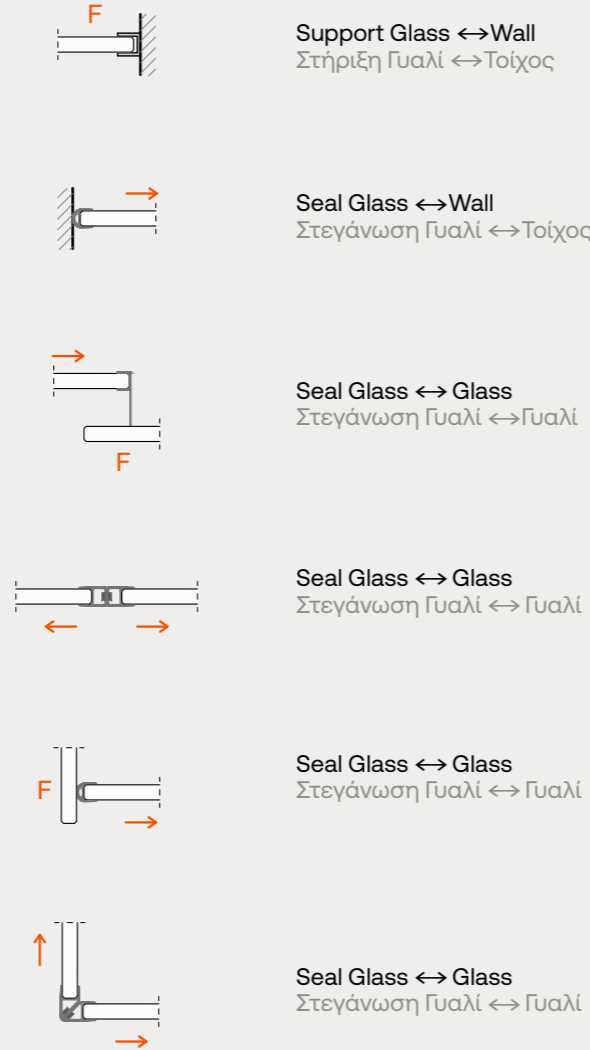 F
Support Glass ↔ Wall
Στήριξη Γυαλί ↔ Τοίχος
Seal Glass ↔ Wall
Στεγάνωση Γυαλί ↔ Τοίχος
Seal Glass ↔ Glass
Στεγάνωση Γυαλί ↔ Γυαλί
F
Seal Glass ↔ Glass
Στεγάνωση Γυαλί ↔ Γυαλί
Seal Glass ↔ Glass
F
Στεγάνωση Γυαλί ↔ Γυαλί
Seal Glass ↔ Glass
Στεγάνωση Γυαλί ↔ Γυαλί